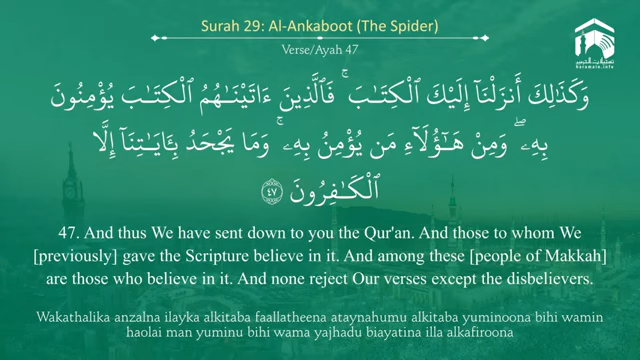 Surah 29: Al-Ankaboot (The Spider)
Verse/Ayah 47
haramain.info
وَكَذَٰلِكَ أَنزَلْنَآ إِلَيْكَ ٱلْكِتَـٰبَ ۚ فَٱلَّذِينَ ءَاتَيْنَـٰهُمُ ٱلْكِتَـٰبَ يُؤْمِنُونَ
بِهِۦ ۖ وَمِنْ هَـٰٓؤُلَآءِ مَن يُؤْمِنُ بِهِۦ ۚ وَمَا يَجْحَدُ بِـَٔايَـٰتِنَآ إِلَّا
ٱلْكَـٰفِرُونَ ٤٧
47. And thus We have sent down to you the Qur'an. And those to whom We
[previously] gave the Scripture believe in it. And among these [people of Makkah]
are those who believe in it. And none reject Our verses except the disbelievers.
Wakathalika anzalna ilayka alkitaba faallatheena ataynahumu alkitaba yuminoona bihi wamin
haolai man yuminu bihi wama yajhadu biayatina illa alkafiroona